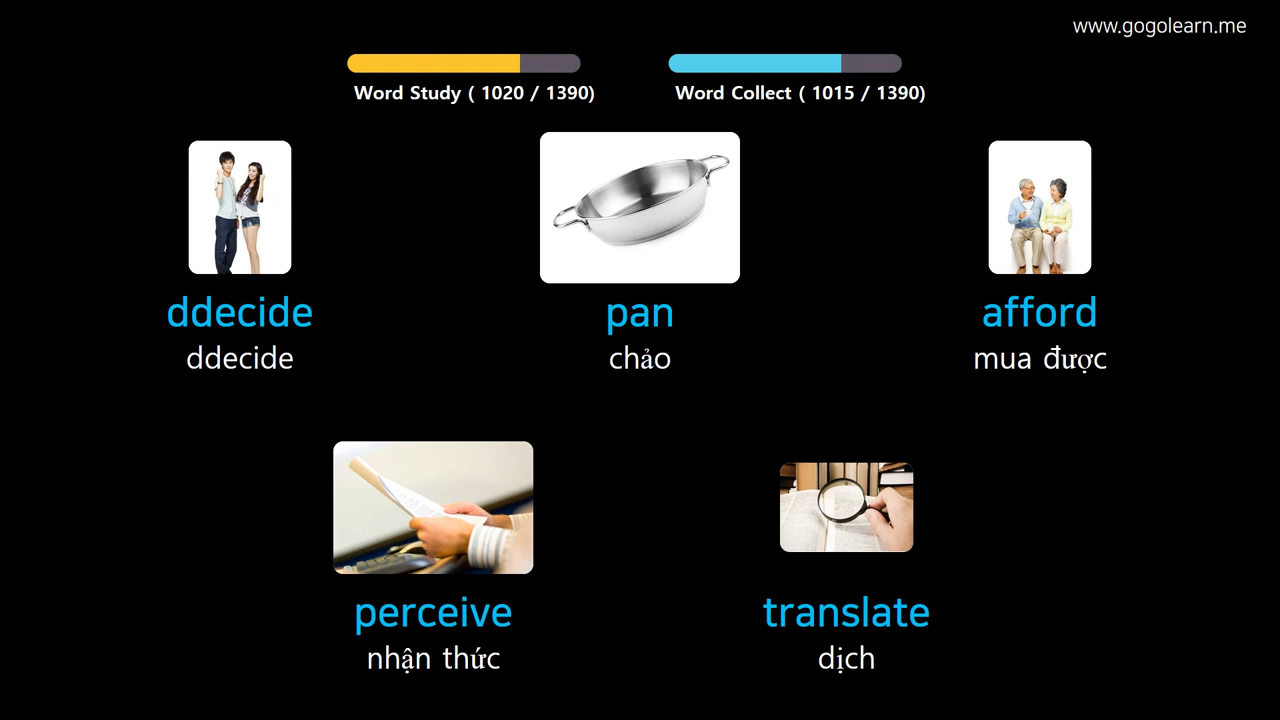 www.gogolearn.me
Word Study ( 1020 / 1390)
Word Collect ( 1015 / 1390)
ddecide
ddecide
pan
chảo
afford
mua được
perceive
nhận thức
translate
dịch